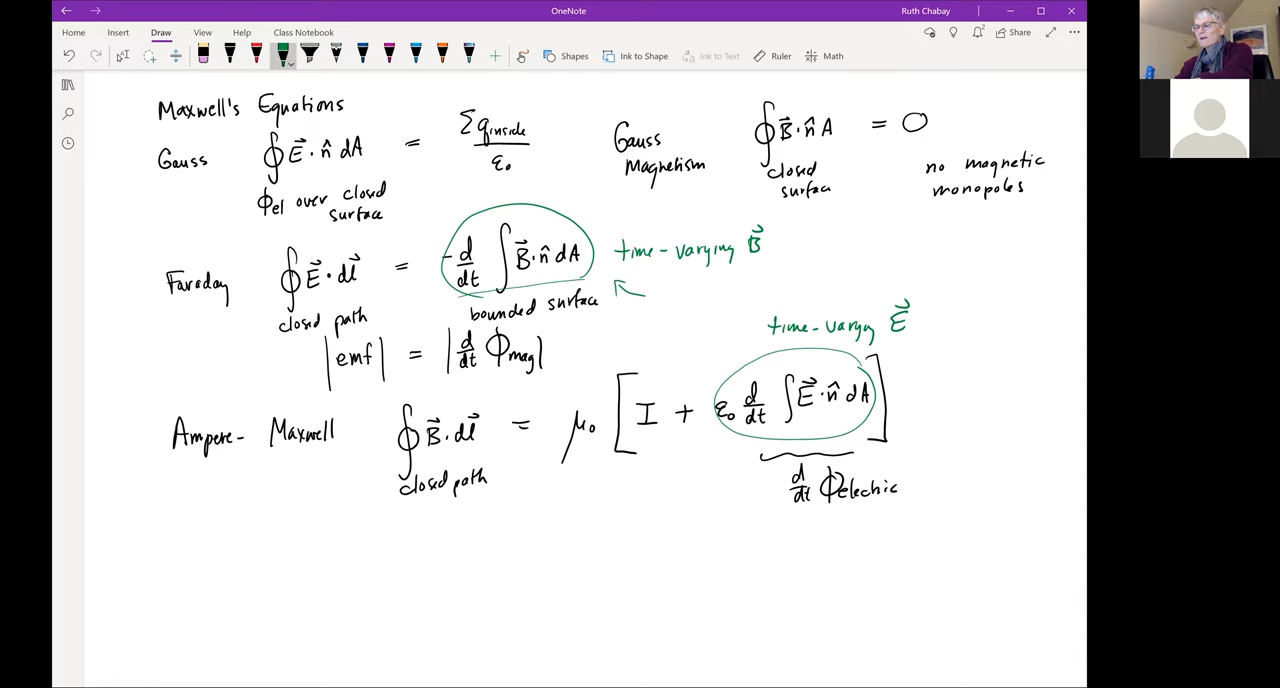 OneNote
Ruth Chabay
Home Insert Draw View Help Class Notebook
Share
Shapes Ink to Shape Ink to Text Ruler Math
Maxwell's Equations
Gauss ∮ E⃗ · n̂ dA = Σ q inside / ε₀
Φel over closed surface
Gauss Magnetism ∮ B⃗ · n̂ A = 0
closed surface
no magnetic monopoles
Faraday ∮ E⃗ · dl⃗ = - d/dt ∫ B⃗ · n̂ dA time-varying B⃗
closed path bounded surface
|emf| = |d/dt Φmag|
time-varyg E⃗
Ampere-Maxwell ∮ B⃗ · dl⃗ = μ₀ [ I + ε₀ d/dt ∫ E⃗ · n̂ dA ]
closed path
d/dt Φelectric